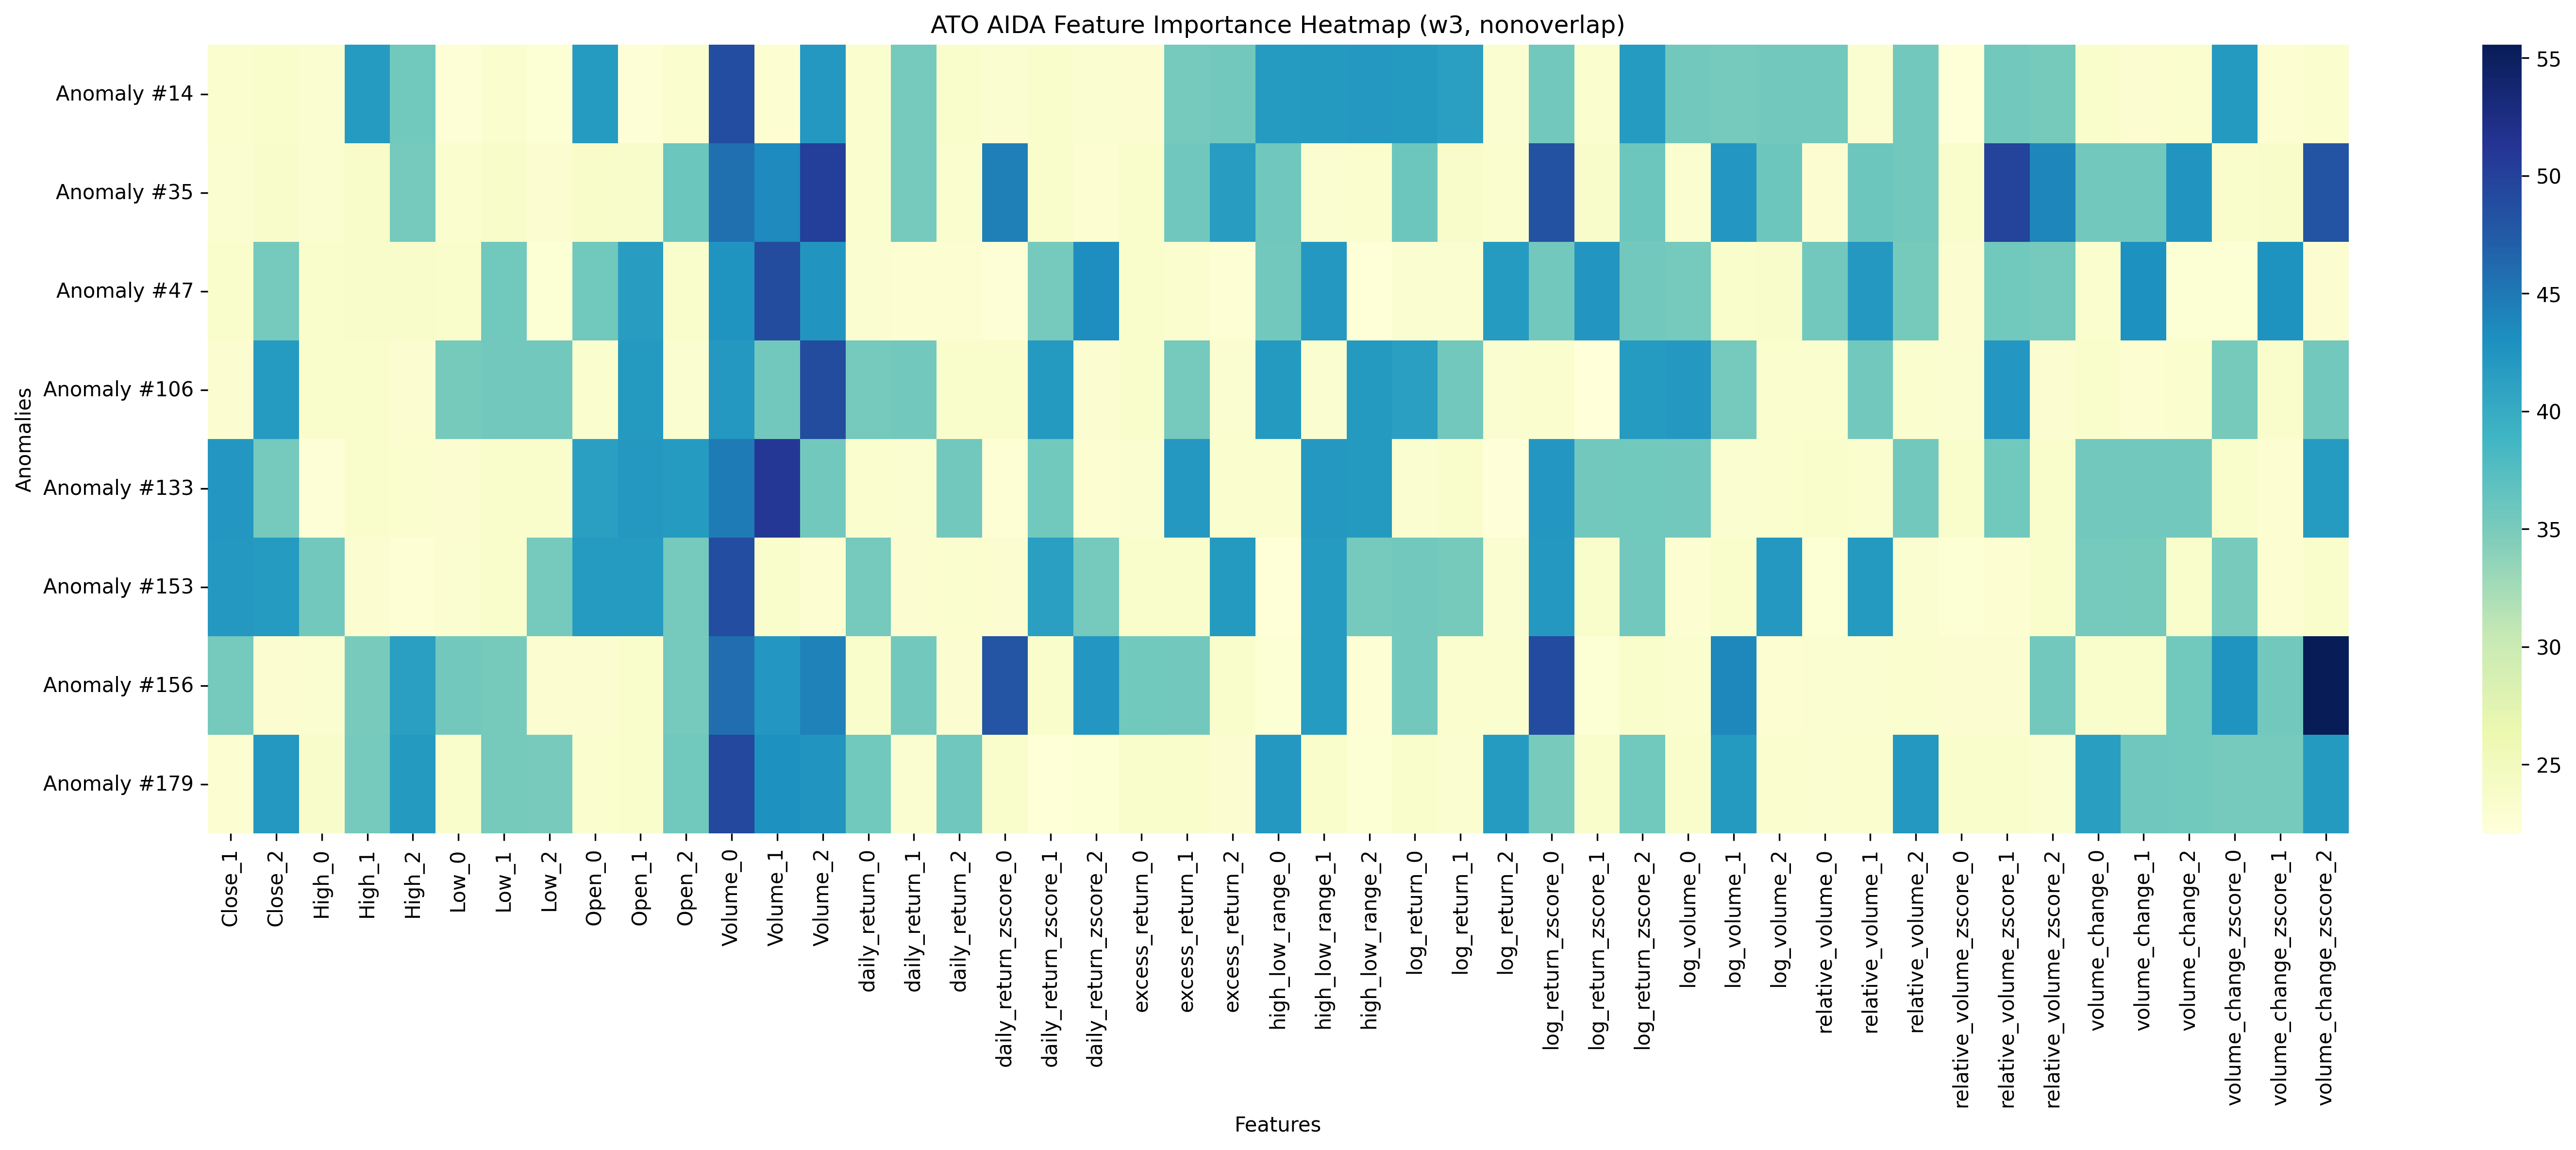 ATO AIDA Feature Importance Heatmap (w3, nonoverlap)
Anomalies
Anomaly #14
Anomaly #35
Anomaly #47
Anomaly #106
Anomaly #133
Anomaly #153
Anomaly #156
Anomaly #179
Close_1
Close_2
High_0
High_1
High_2
Low_0
Low_1
Low_2
Open_0
Open_1
Open_2
Volume_0
Volume_1
Volume_2
daily_return_0
daily_return_1
daily_return_2
daily_return_zscore_0
daily_return_zscore_1
daily_return_zscore_2
excess_return_0
excess_return_1
excess_return_2
high_low_range_0
high_low_range_1
high_low_range_2
log_return_0
log_return_1
log_return_2
log_return_zscore_0
log_return_zscore_1
log_return_zscore_2
log_volume_0
log_volume_1
log_volume_2
relative_volume_0
relative_volume_1
relative_volume_2
relative_volume_zscore_0
relative_volume_zscore_1
relative_volume_zscore_2
volume_change_0
volume_change_1
volume_change_2
volume_change_zscore_0
volume_change_zscore_1
volume_change_zscore_2
Features
55
50
45
40
35
30
25